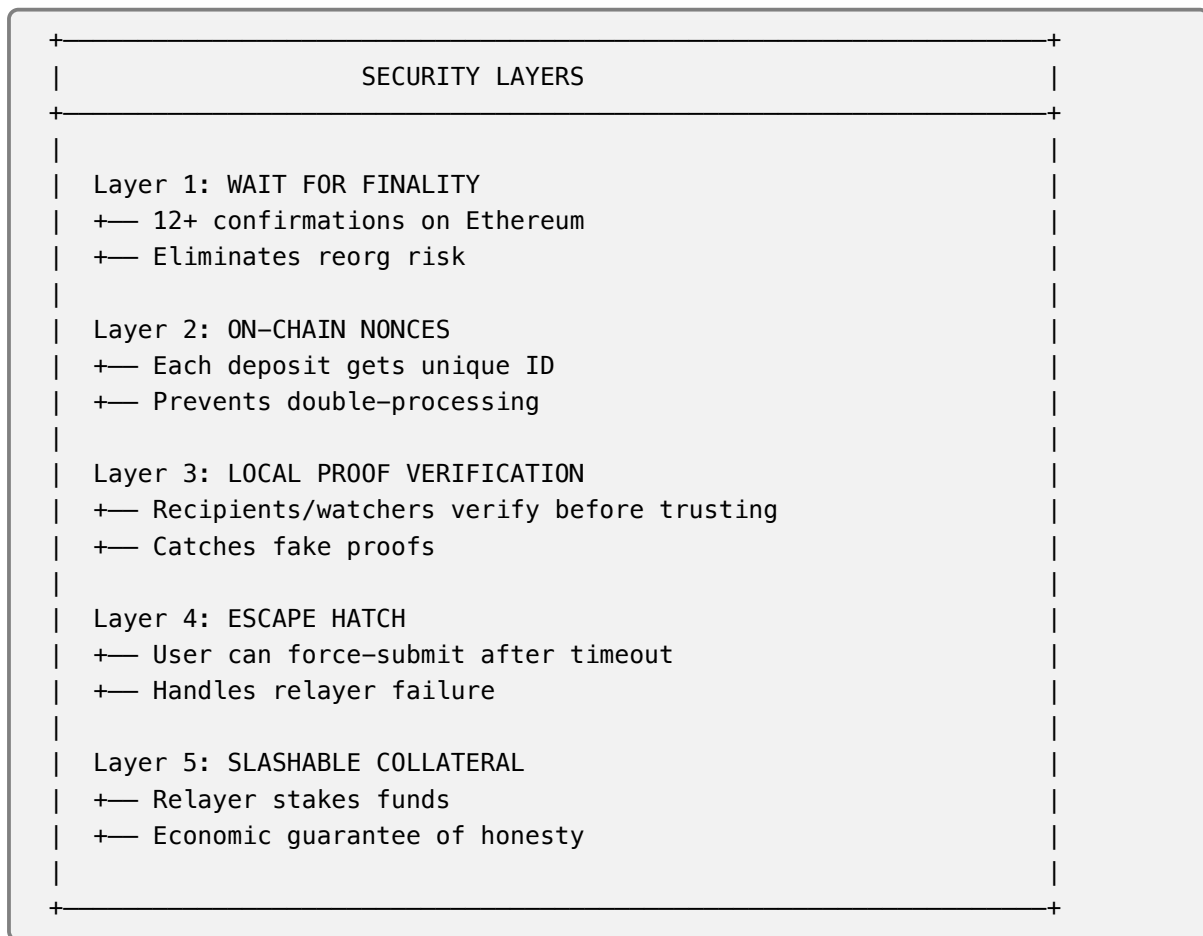 +—————————————————————————————————+
| SECURITY LAYERS |
+—————————————————————————————————+
| |
| Layer 1: WAIT FOR FINALITY |
| +—— 12+ confirmations on Ethereum |
| +—— Eliminates reorg risk |
| |
| Layer 2: ON–CHAIN NONCES |
| +—— Each deposit gets unique ID |
| +—— Prevents double–processing |
| |
| Layer 3: LOCAL PROOF VERIFICATION |
| +—— Recipients/watchers verify before trusting |
| +—— Catches fake proofs |
| |
| Layer 4: ESCAPE HATCH |
| +—— User can force–submit after timeout |
| +—— Handles relayer failure |
| |
| Layer 5: SLASHABLE COLLATERAL |
| +—— Relayer stakes funds |
| +—— Economic guarantee of honesty |
| |
+—————————————————————————————————+